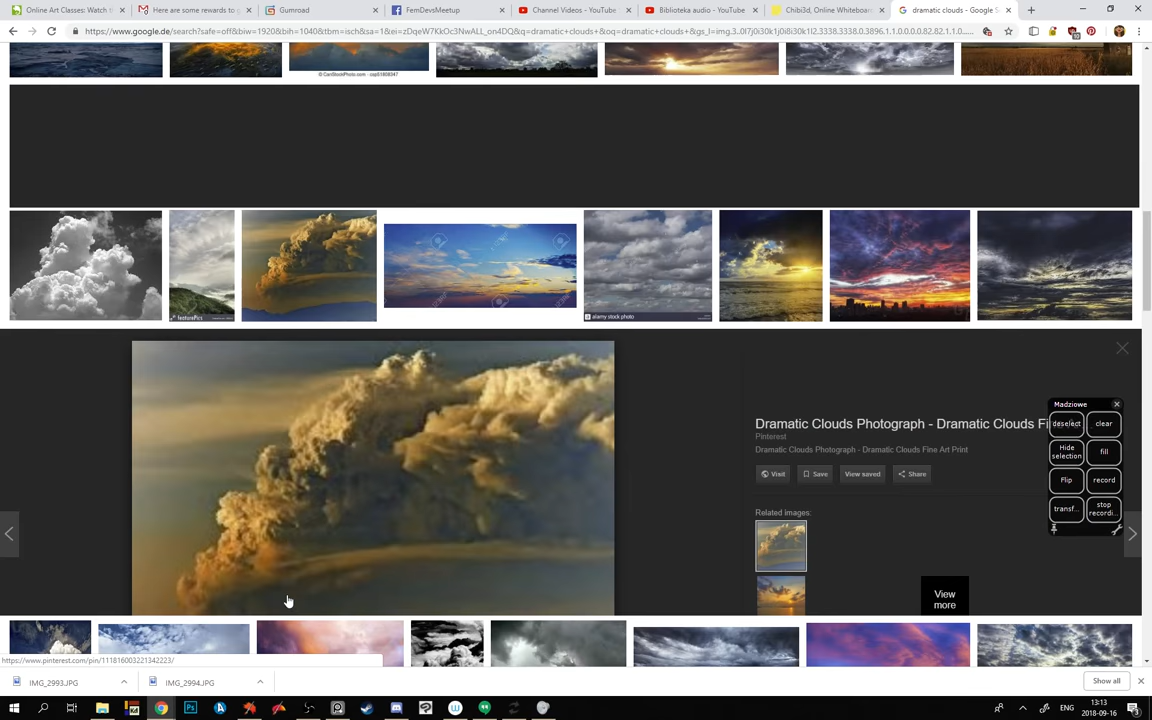 Online Art Classes: Watch t
Here are some rewards to g
Gumroad
FemDevsMeetup
Channel Videos - YouTube
Biblioteka audio - YouTube
Chibi3d, Online Whiteboar
dramatic clouds - Google S
© CanStockPhoto.com
featurePics
alamy stock photo
Dramatic Clouds Photograph - Dramatic Clouds Fi
Pinterest
Dramatic Clouds Photograph - Dramatic Clouds Fine Art Print
Visit
Save
View saved
Share
Related images:
View
more
Madziowe
deselect
clear
Hide
selection
fill
Flip
record
transf...
stop
recordi...
https://www.pinterest.com/pin/111816003221342223/
IMG_2993.JPG
IMG_2994.JPG
Show all
ENG
13:13
2018-09-16